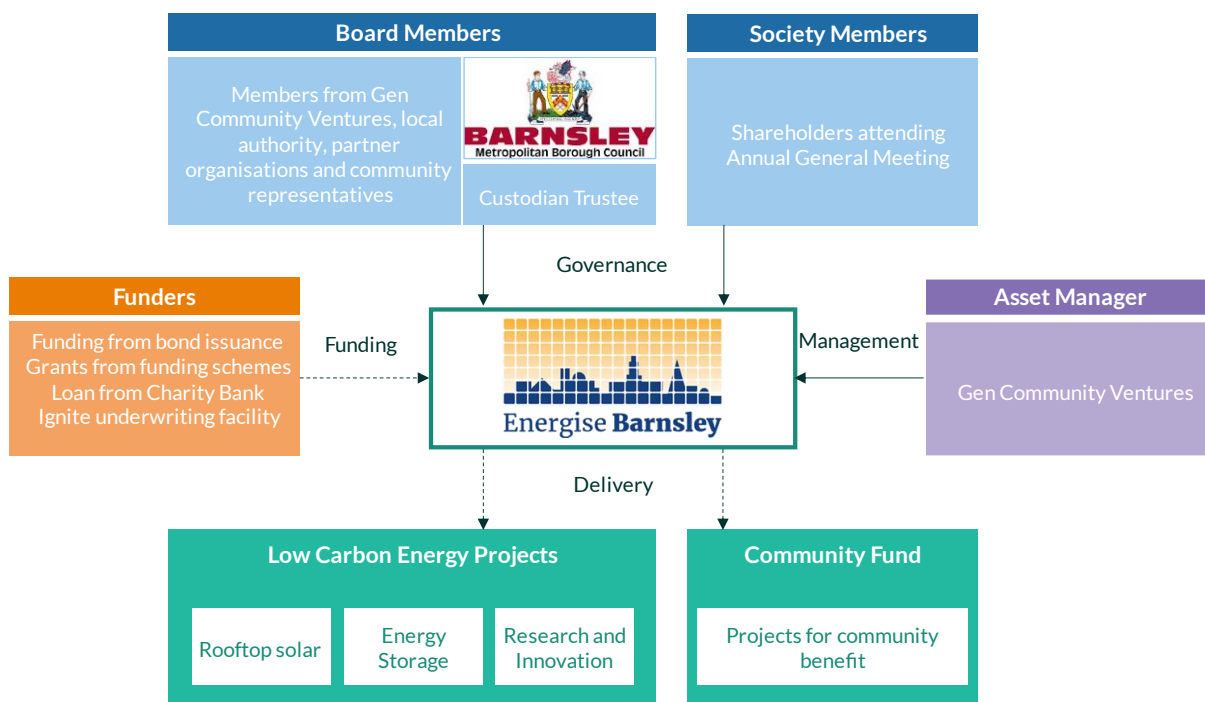 Board Members
Members from Gen
Community Ventures, local
authority, partner
organisations and community
representatives
BARNSLEY
Metropolitan Borough Council
Custodian Trustee
Society Members
Shareholders attending
Annual General Meeting
Governance
Funders
Funding from bond issuance
Grants from funding schemes
Loan from Charity Bank
Ignite underwriting facility
Funding
Energise Barnsley
Management
Asset Manager
Gen Community Ventures
Delivery
Low Carbon Energy Projects
Rooftop solar
Energy
Storage
Research and
Innovation
Community Fund
Projects for community
benefit